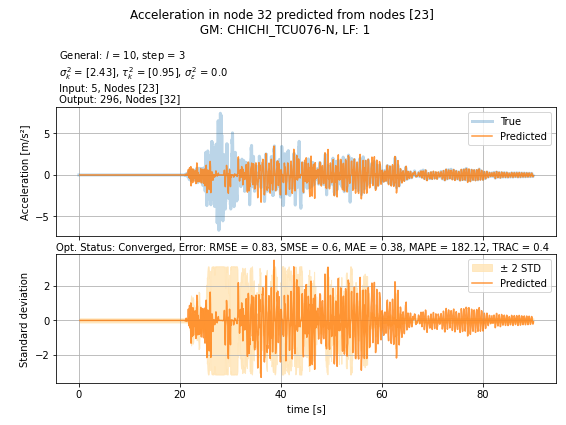 Acceleration in node 32 predicted from nodes [23]
GM: CHICHI_TCU076-N, LF: 1
General: l = 10, step = 3
σ²ₖ = [2.43], τ²ₖ = [0.95], σ²_ε = 0.0
Input: 5, Nodes [23]
Output: 296, Nodes [32]
Acceleration [m/s²]
5
0
−5
True
Predicted
Opt. Status: Converged, Error: RMSE = 0.83, SMSE = 0.6, MAE = 0.38, MAPE = 182.12, TRAC = 0.4
Standard deviation
2
0
−2
± 2 STD
Predicted
0 20 40 60 80
time [s]